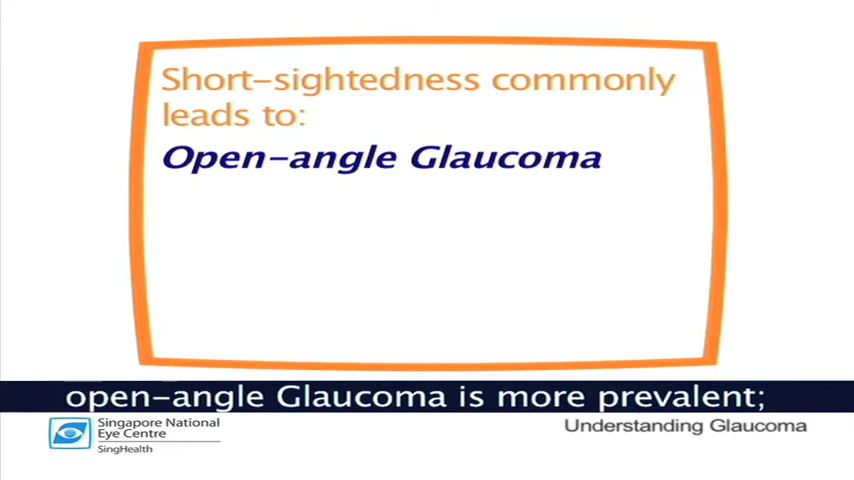 Short-sightedness commonly
leads to:
Open-angle Glaucoma
open-angle Glaucoma is more prevalent;
Singapore National
Eye Centre
SingHealth
Understanding Glaucoma